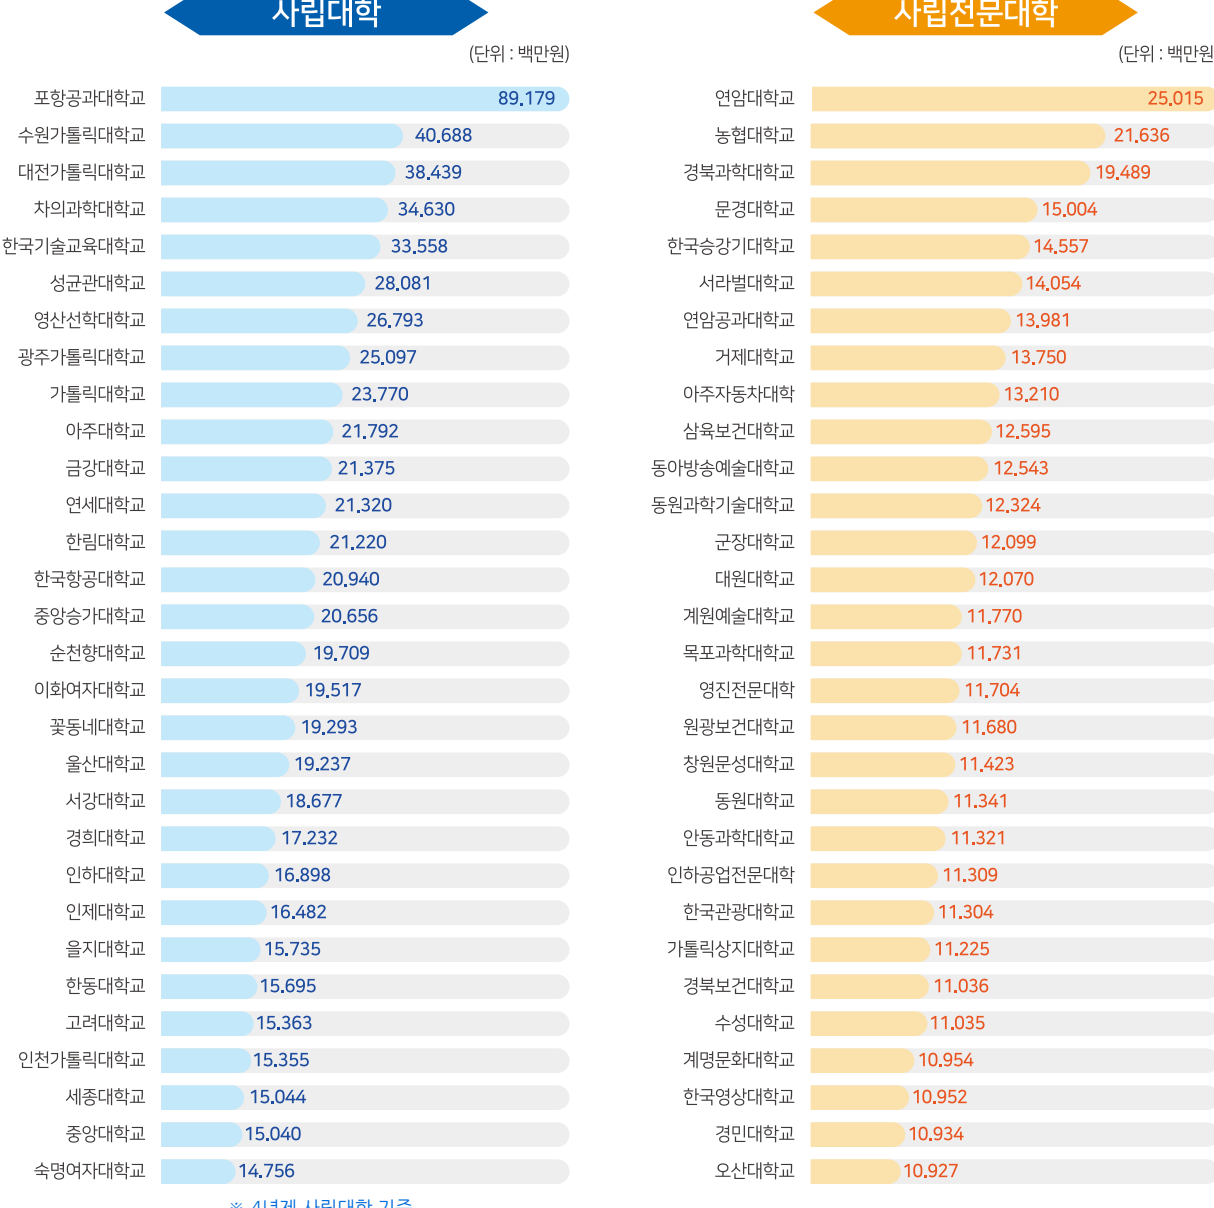 사립대학
(단위 : 백만원)
포항공과대학교 89.179
수원가톨릭대학교 40.688
대전가톨릭대학교 38.439
차의과학대학교 34.630
한국기술교육대학교 33.558
성균관대학교 28.081
영산선학대학교 26.793
광주가톨릭대학교 25.097
가톨릭대학교 23.770
아주대학교 21.792
금강대학교 21.375
연세대학교 21.320
한림대학교 21.220
한국항공대학교 20.940
중앙승가대학교 20.656
순천향대학교 19.709
이화여자대학교 19.517
꽃동네대학교 19.293
울산대학교 19.237
서강대학교 18.677
경희대학교 17.232
인하대학교 16.898
인제대학교 16.482
을지대학교 15.735
한동대학교 15.695
고려대학교 15.363
인천가톨릭대학교 15.355
세종대학교 15.044
중앙대학교 15.040
숙명여자대학교 14.756
※ 4년제 사립대학 기준
사립전문대학
(단위 : 백만원
연암대학교 25.015
농협대학교 21.636
경북과학대학교 19.489
문경대학교 15.004
한국승강기대학교 14.557
서라벌대학교 14.054
연암공과대학교 13.981
거제대학교 13.750
아주자동차대학 13.210
삼육보건대학교 12.595
동아방송예술대학교 12.543
동원과학기술대학교 12.324
군장대학교 12.099
대원대학교 12.070
계원예술대학교 11.770
목포과학대학교 11.731
영진전문대학 11.704
원광보건대학교 11.680
창원문성대학교 11.423
동원대학교 11.341
안동과학대학교 11.321
인하공업전문대학 11.309
한국관광대학교 11.304
가톨릭상지대학교 11.225
경북보건대학교 11.036
수성대학교 11.035
계명문화대학교 10.954
한국영상대학교 10.952
경민대학교 10.934
오산대학교 10.927